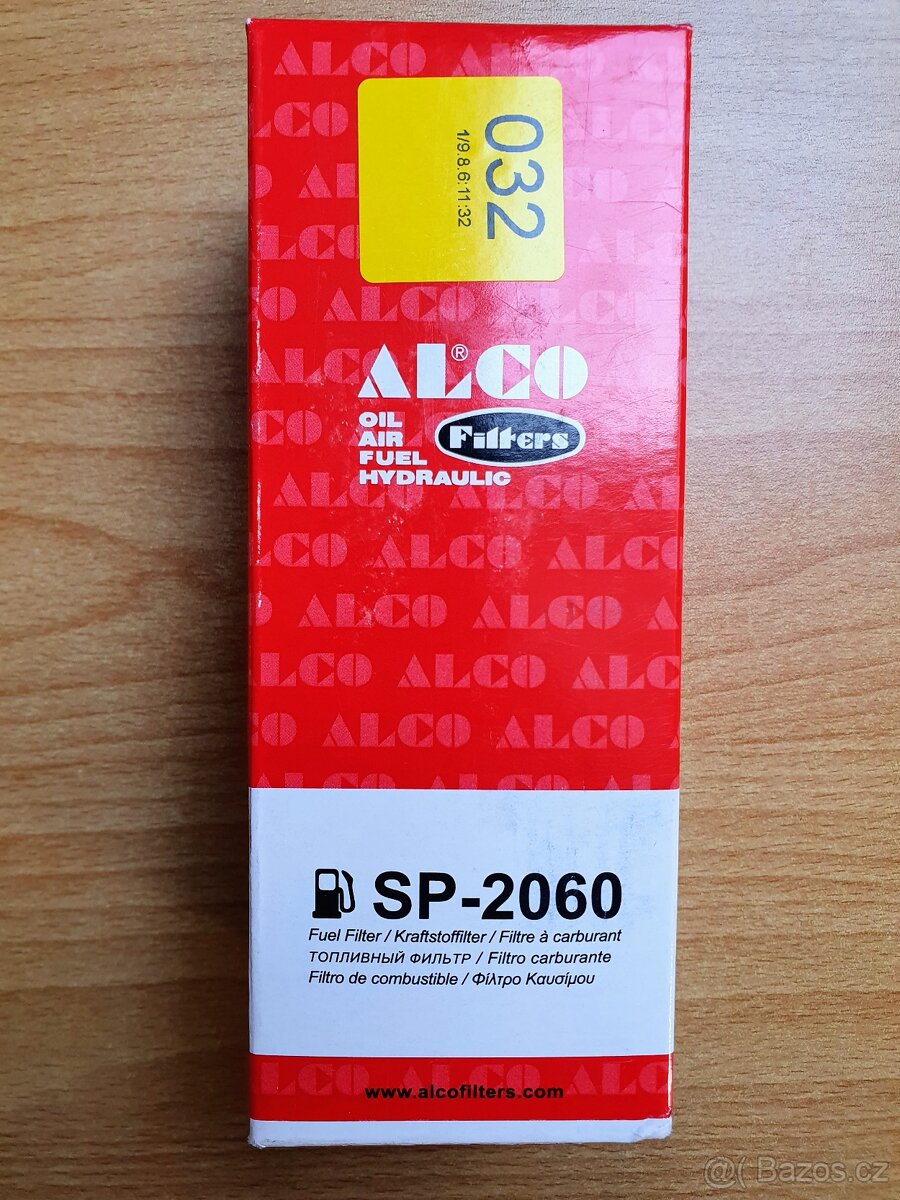 032
1/9.8.6:11:32
ALCO®
OIL
AIR
FUEL
HYDRAULIC
Filters
SP-2060
Fuel Filter / Kraftstoffilter / Filtre à carburant
ТОПЛИВНЫЙ ФИЛЬТР / Filtro carburante
Filtro de combustible / Φίλτρο Καυσίμου
www.alcofilters.com
@( Bazos.cz